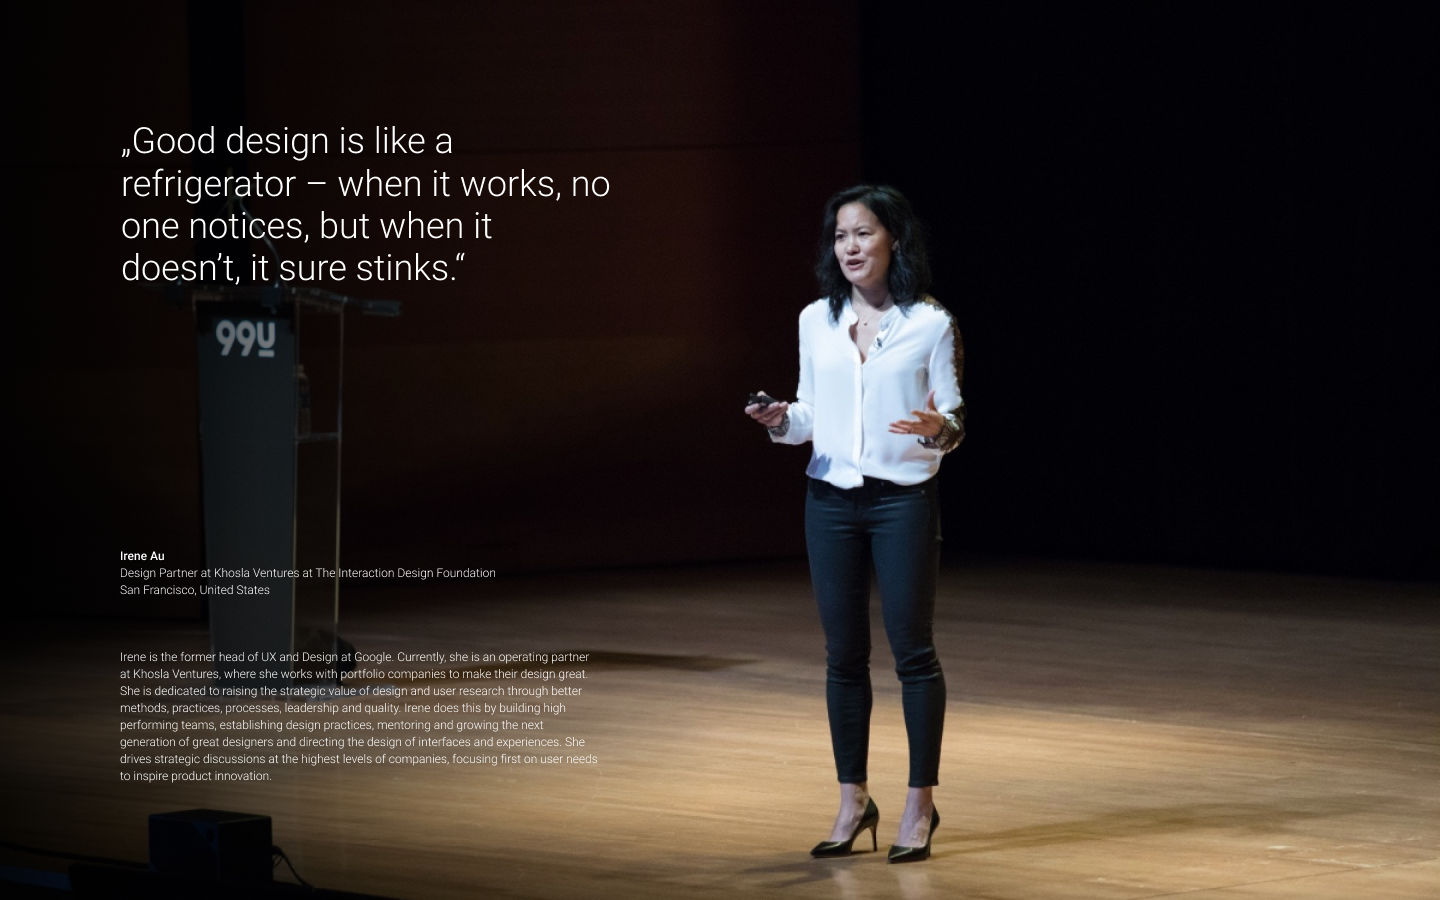 „Good design is like a
refrigerator – when it works, no
one notices, but when it
doesn’t, it sure stinks.“
99U
Irene Au
Design Partner at Khosla Ventures at The Interaction Design Foundation
San Francisco, United States
Irene is the former head of UX and Design at Google. Currently, she is an operating partner
at Khosla Ventures, where she works with portfolio companies to make their design great.
She is dedicated to raising the strategic value of design and user research through better
methods, practices, processes, leadership and quality. Irene does this by building high
performing teams, establishing design practices, mentoring and growing the next
generation of great designers and directing the design of interfaces and experiences. She
drives strategic discussions at the highest levels of companies, focusing first on user needs
to inspire product innovation.